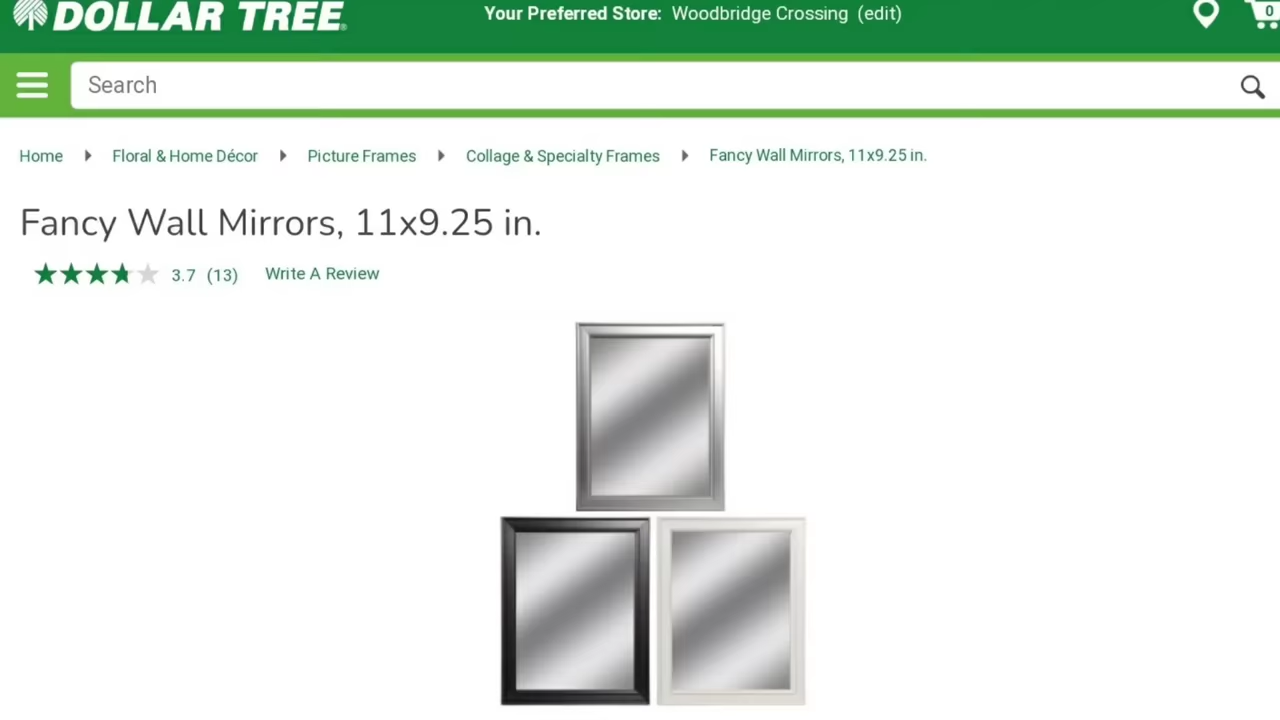 DOLLAR TREE
Your Preferred Store: Woodbridge Crossing (edit)
0
Search
Home Floral & Home Décor Picture Frames Collage & Specialty Frames Fancy Wall Mirrors, 11x9.25 in.
Fancy Wall Mirrors, 11x9.25 in.
3.7 (13) Write A Review